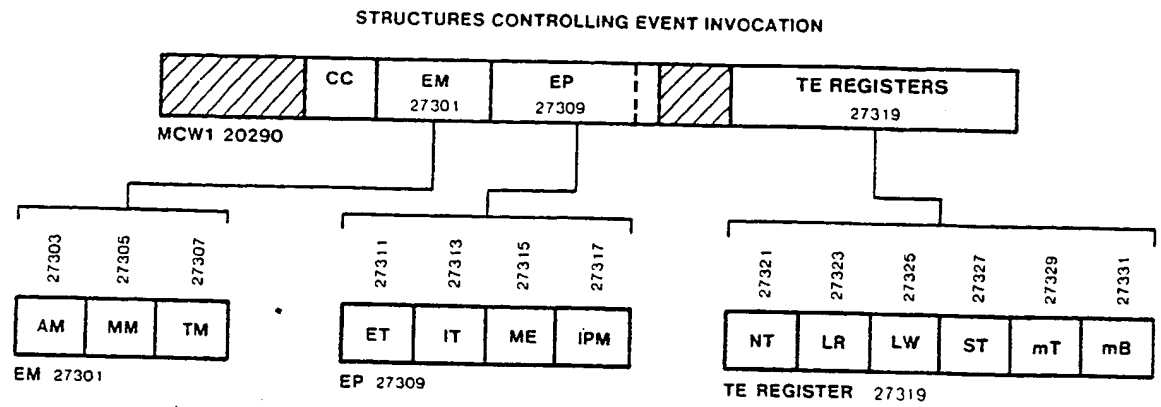 STRUCTURES CONTROLLING EVENT INVOCATION
CC EM EP TE REGISTERS
27301 27309 27319
MCW1 20290
27303 27305 27307
AM MM TM
EM 27301
27311 27313 27315 27317
ET IT ME IPM
EP 27309
27321 27323 27325 27327 27329 27331
NT LR LW ST mT mB
TE REGISTER 27319